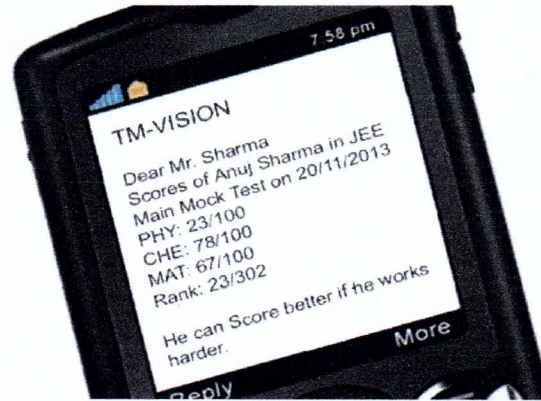 7:58 pm
TM-VISION
Dear Mr. Sharma
Scores of Anuj Sharma in JEE
Main Mock Test on 20/11/2013
PHY: 23/100
CHE: 78/100
MAT: 67/100
Rank: 23/302
He can Score better if he works
harder.
Reply
More